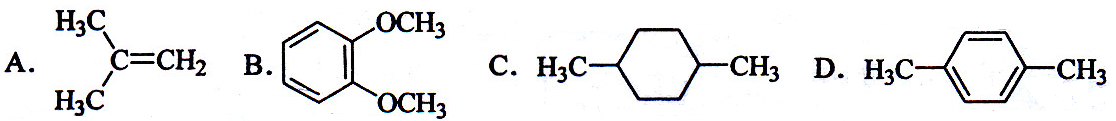 A. H₃C C=CH₂ H₃C B. OCH₃ OCH₃ C. H₃C CH₃ D. H₃C CH₃